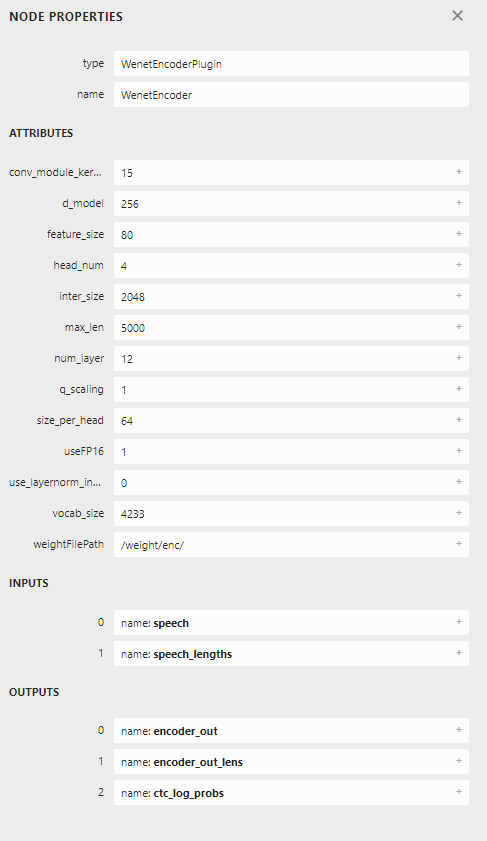 NODE PROPERTIES ×
type WenetEncoderPlugin
name WenetEncoder
ATTRIBUTES
conv_module_ker... 15 +
d_model 256 +
feature_size 80 +
head_num 4 +
inter_size 2048 +
max_len 5000 +
num_layer 12 +
q_scaling 1 +
size_per_head 64 +
useFP16 1 +
use_layernorm_in... 0 +
vocab_size 4233 +
weightFilePath /weight/enc/ +
INPUTS
0 name: speech +
1 name: speech_lengths +
OUTPUTS
0 name: encoder_out +
1 name: encoder_out_lens +
2 name: ctc_log_probs +